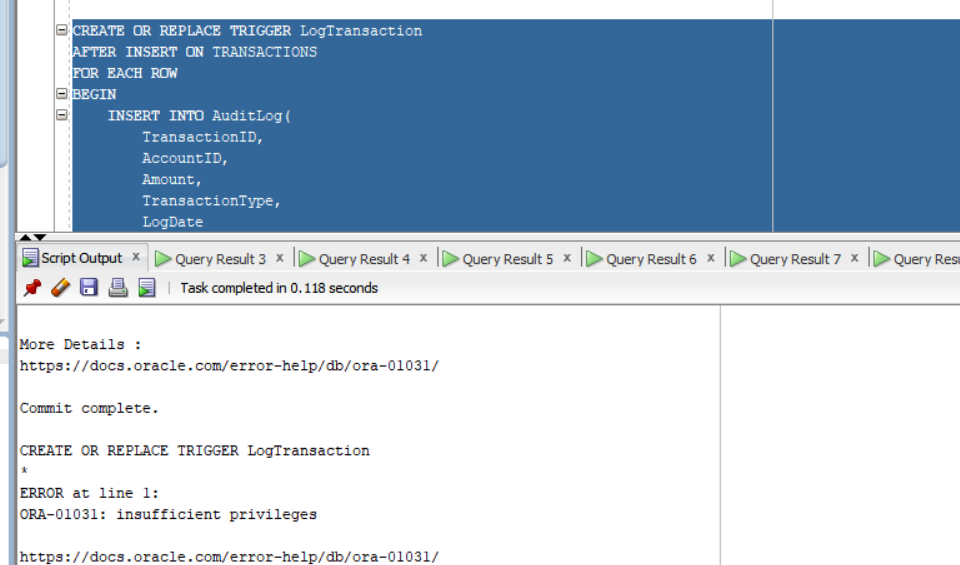 CREATE OR REPLACE TRIGGER LogTransaction
AFTER INSERT ON TRANSACTIONS
FOR EACH ROW
BEGIN
INSERT INTO AuditLog(
TransactionID,
AccountID,
Amount,
TransactionType,
LogDate
Script Output x Query Result 3 x Query Result 4 x Query Result 5 x Query Result 6 x Query Result 7 x Query
Task completed in 0.118 seconds
More Details :
https://docs.oracle.com/error-help/db/ora-01031/
Commit complete.
CREATE OR REPLACE TRIGGER LogTransaction
*
ERROR at line 1:
ORA-01031: insufficient privileges
https://docs.oracle.com/error-help/db/ora-01031/